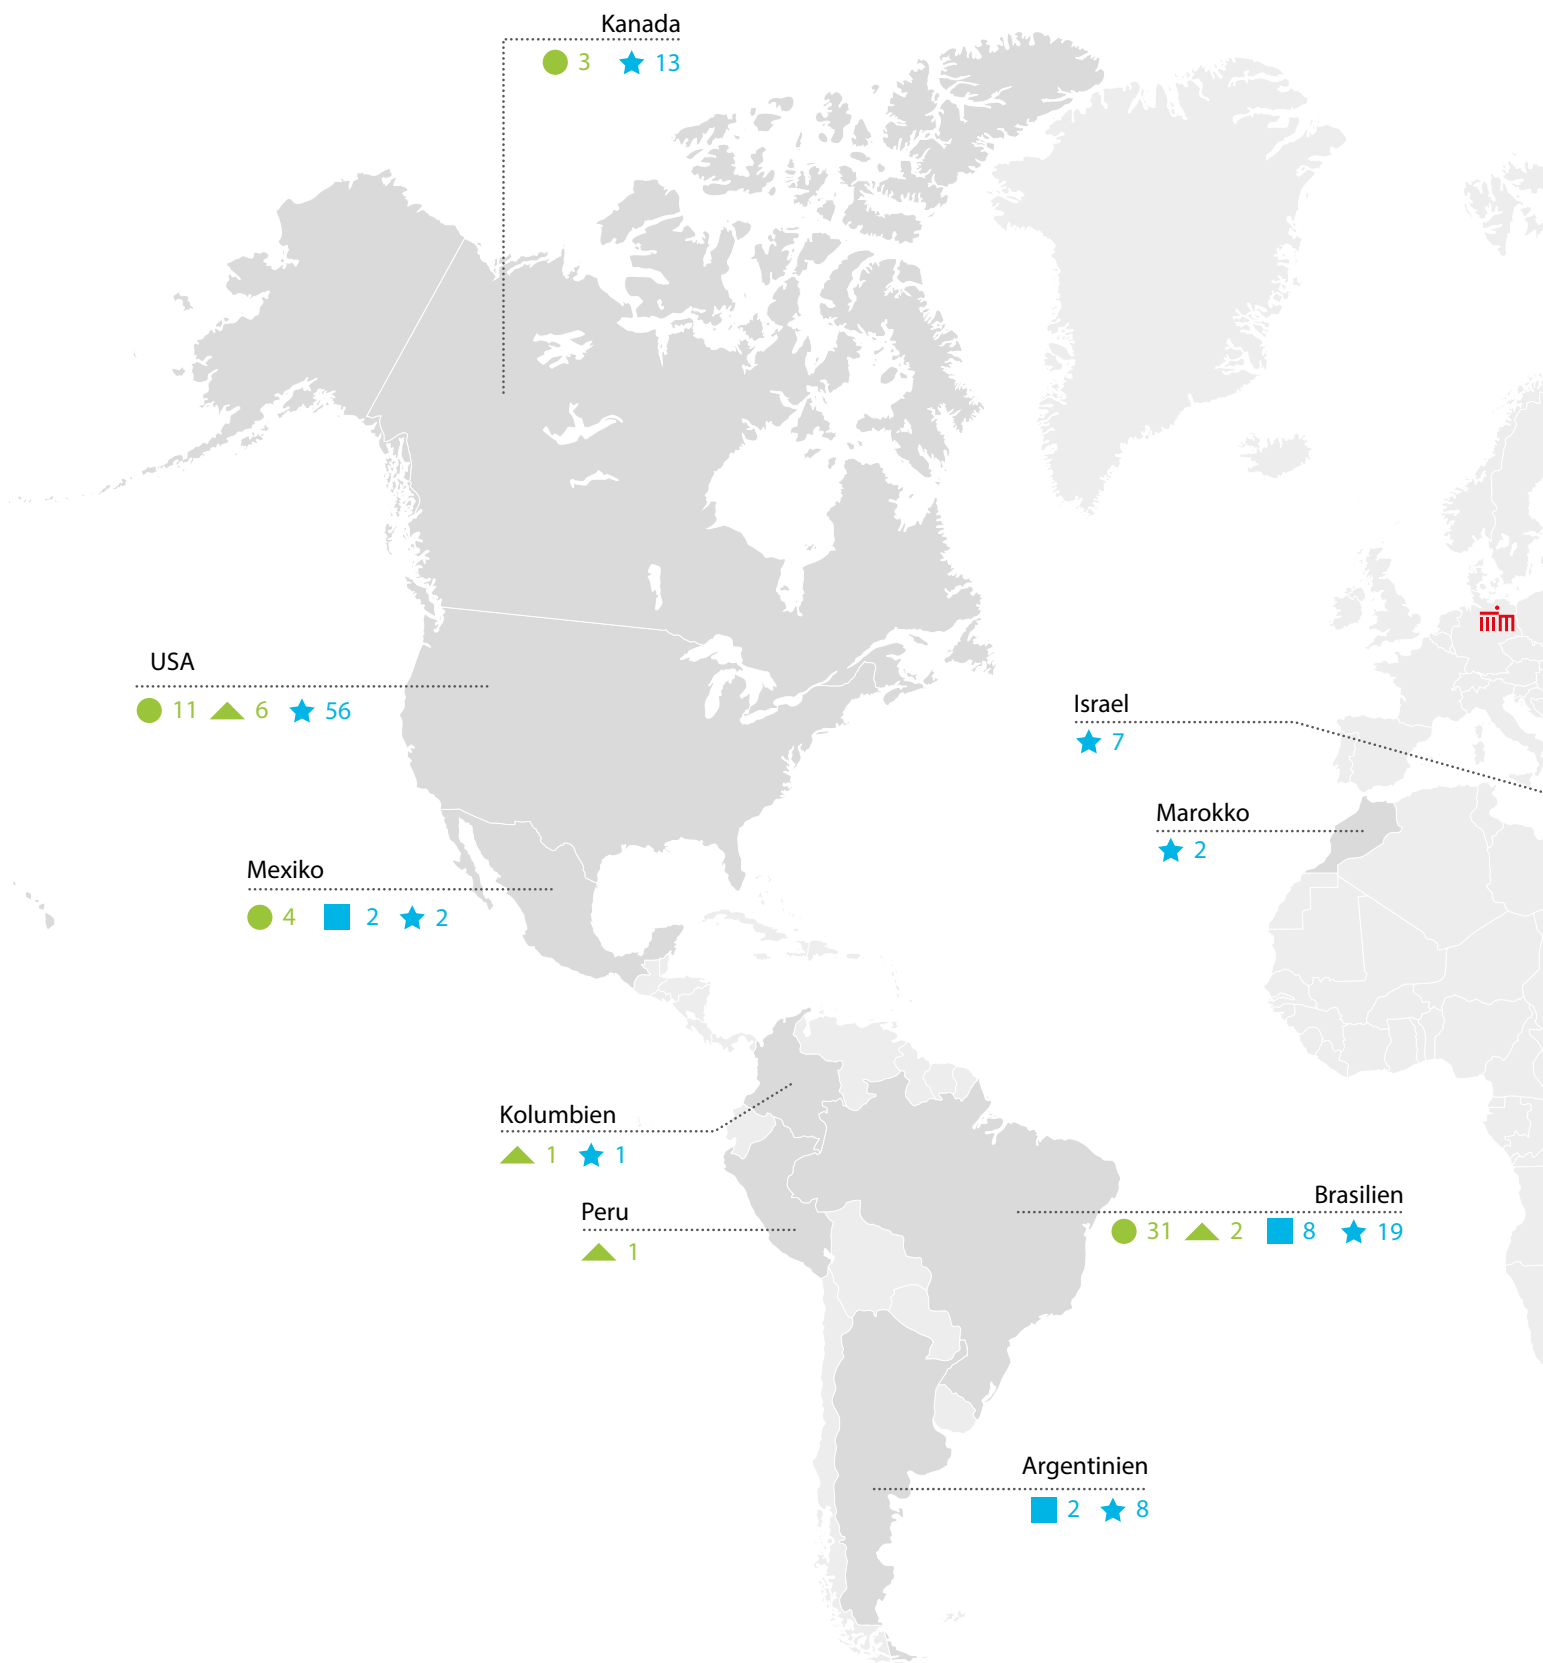 Kanada
3 13
USA
11 6 56
Israel
7
Marokko
2
Mexiko
4 2 2
Kolumbien
1 1
Peru
1
Brasilien
31 2 8 19
Argentinien
2 8